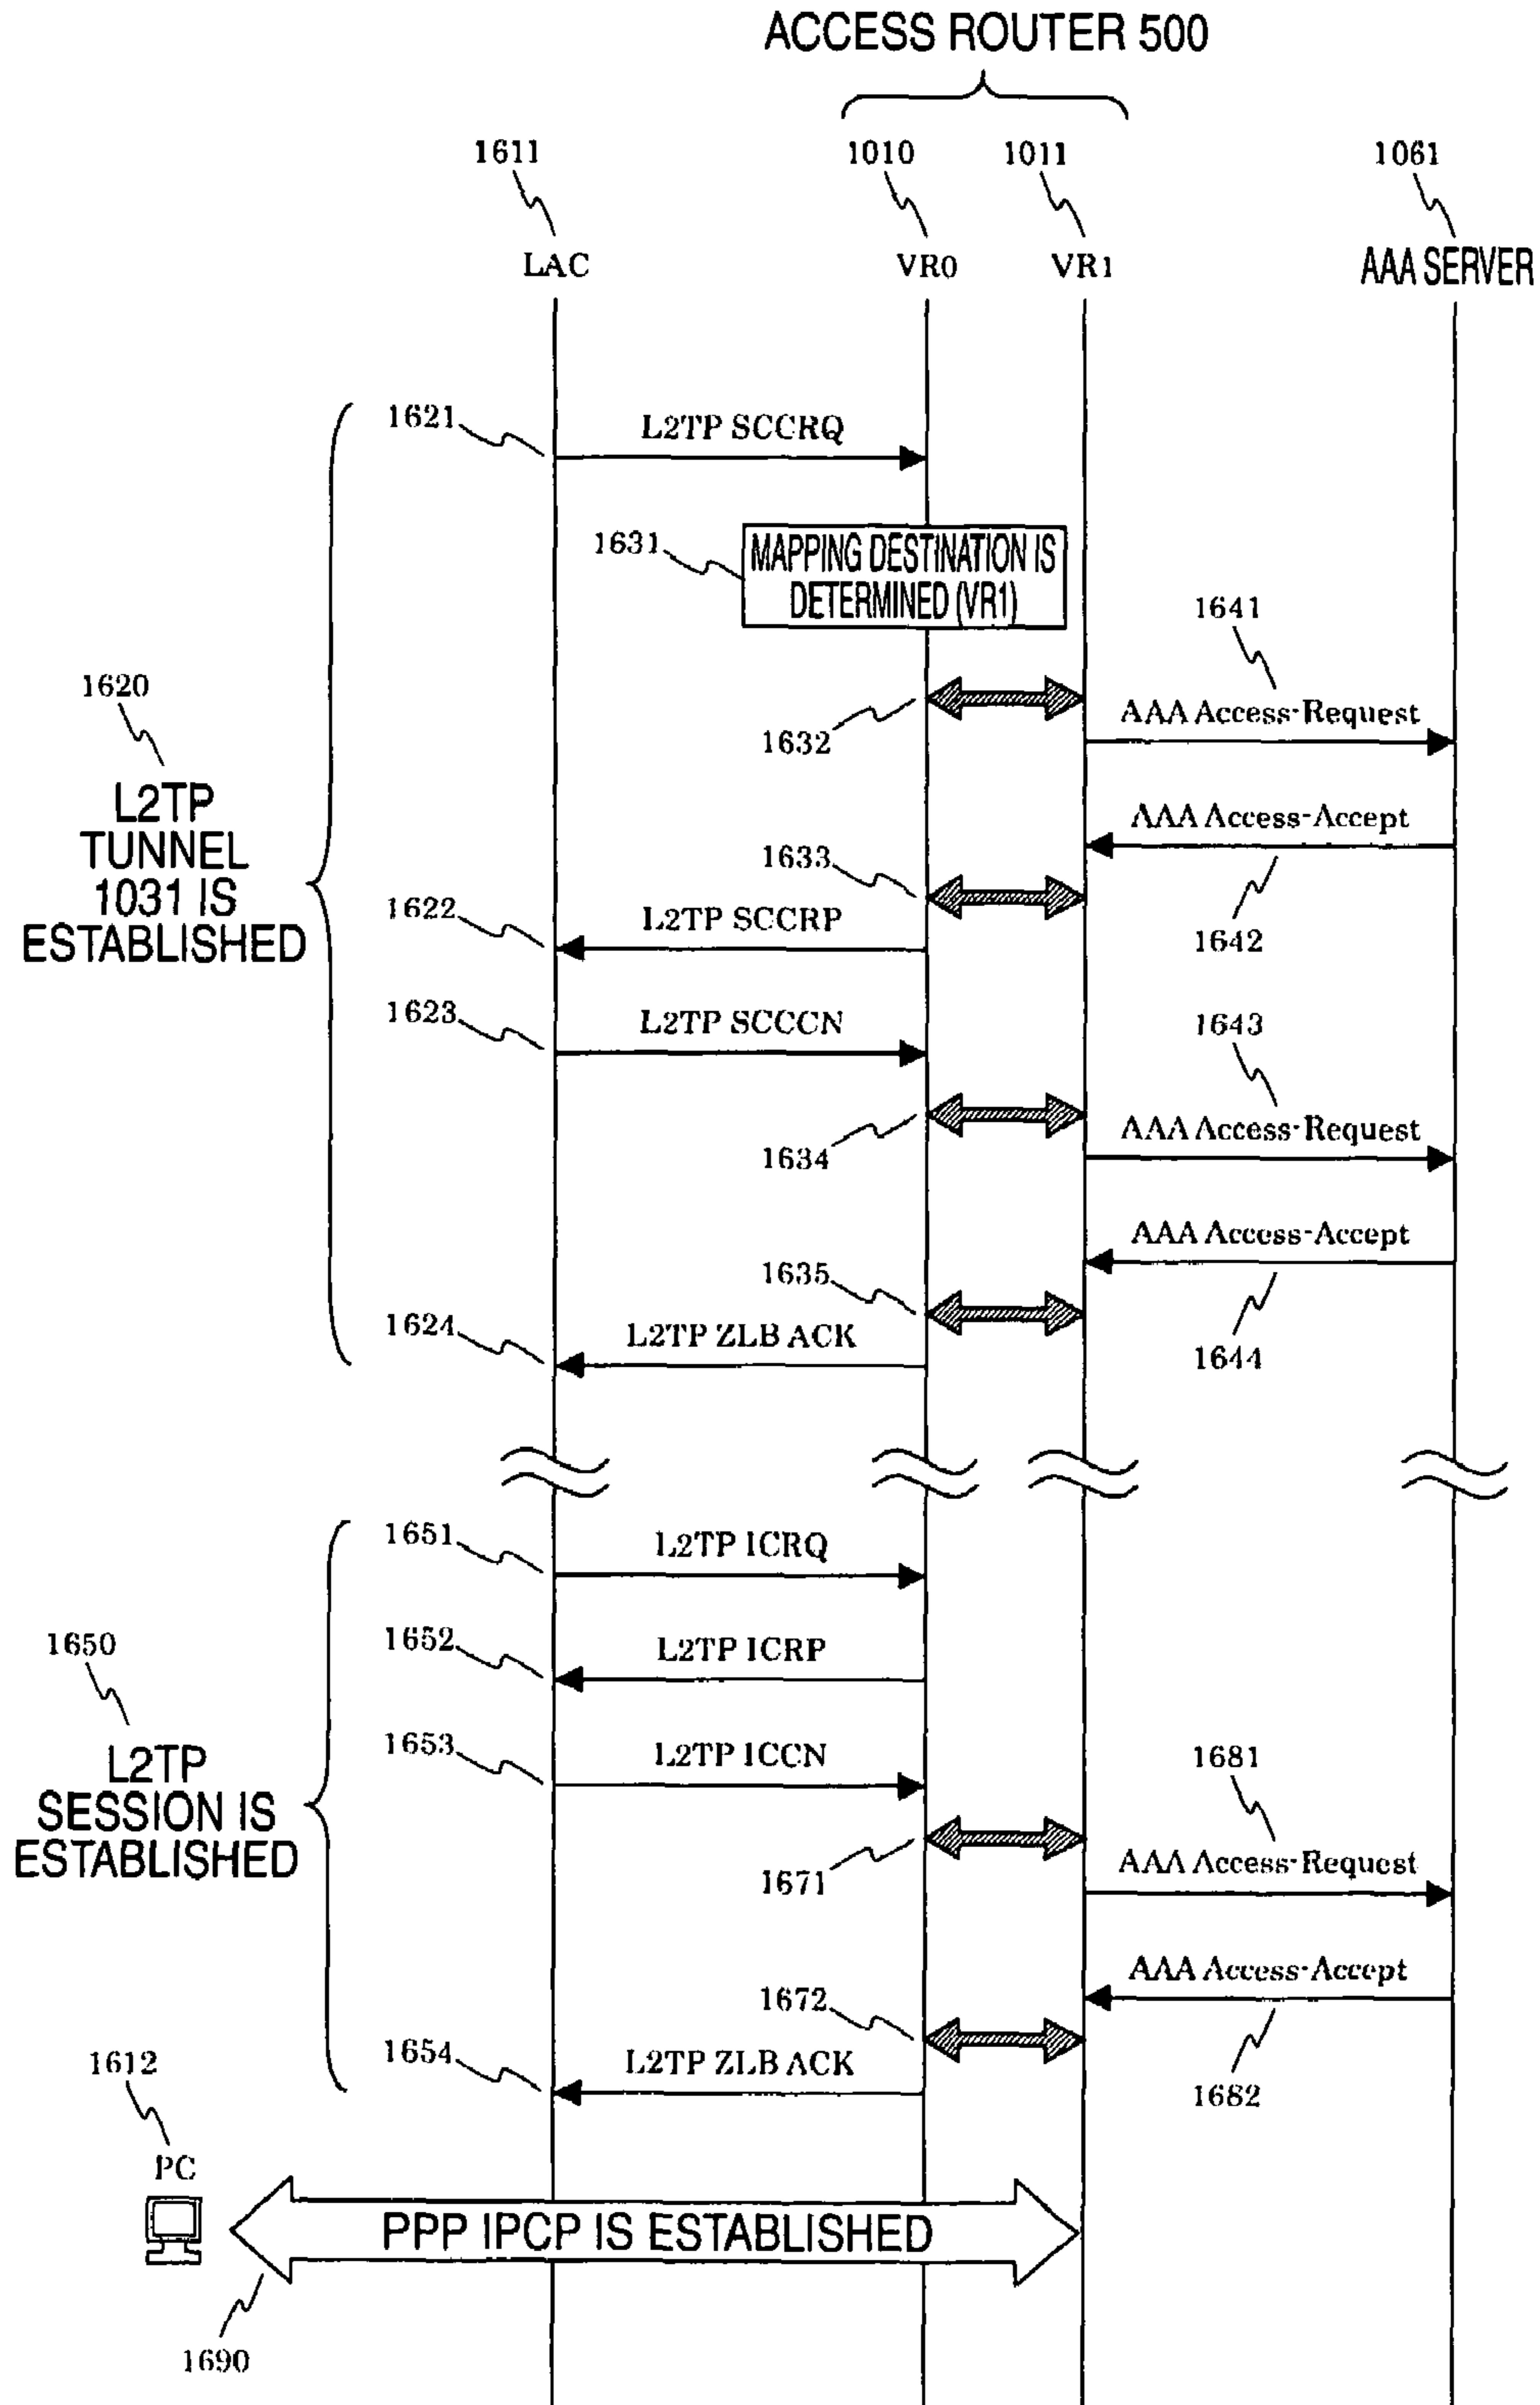 ACCESS ROUTER 500
1611
1010
1011
1061
LAC
VR0
VR1
AAA SERVER
1621
L2TP SCCRQ
1631
MAPPING DESTINATION IS
DETERMINED (VR1)
1641
1620
1632
AAA Access-Request
L2TP
TUNNEL
1031 IS
ESTABLISHED
AAA Access-Accept
1633
1622
L2TP SCCRP
1642
1623
L2TP SCCCN
1643
1634
AAA Access-Request
AAA Access-Accept
1635
1624
L2TP ZLB ACK
1644
1651
L2TP ICRQ
1650
1652
L2TP ICRP
L2TP
SESSION IS
ESTABLISHED
1653
L2TP ICCN
1681
1671
AAA Access-Request
AAA Access-Accept
1672
1612
1654
L2TP ZLB ACK
1682
PC
PPP IPCP IS ESTABLISHED
1690